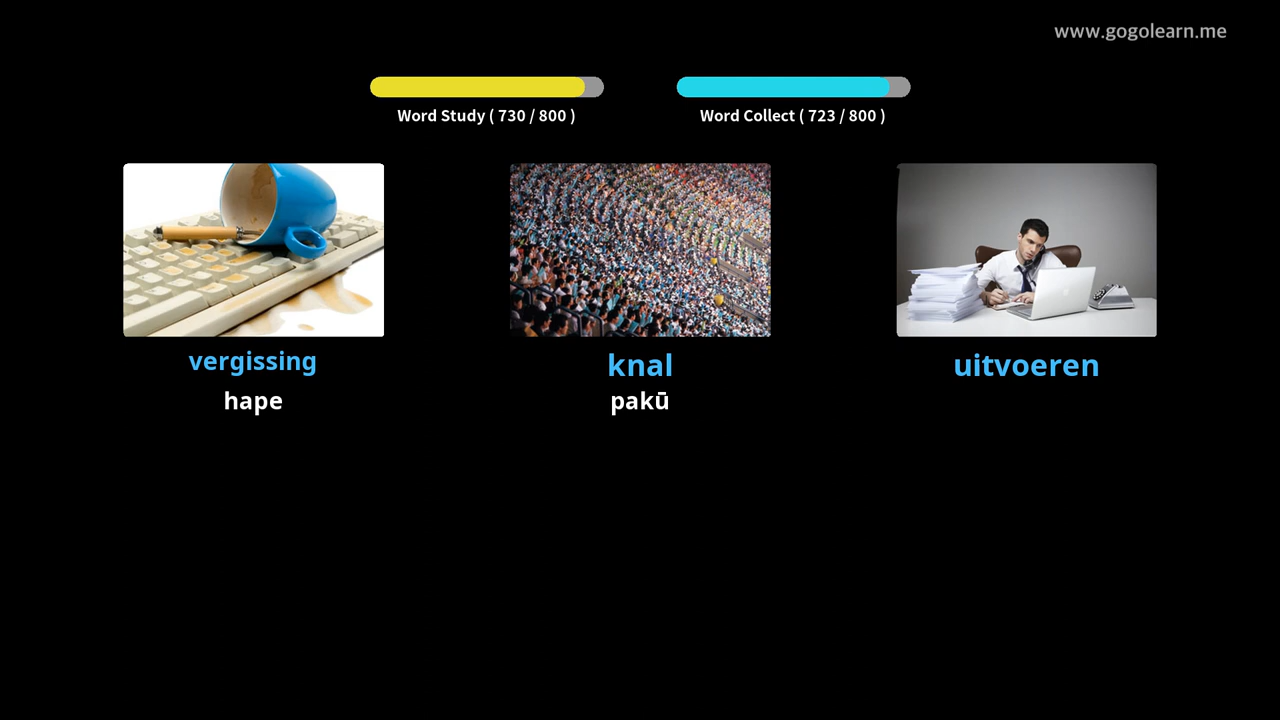 www.gogolearn.me
Word Study ( 730 / 800 )
Word Collect ( 723 / 800 )
vergissing
knal
uitvoeren
hape
pakū